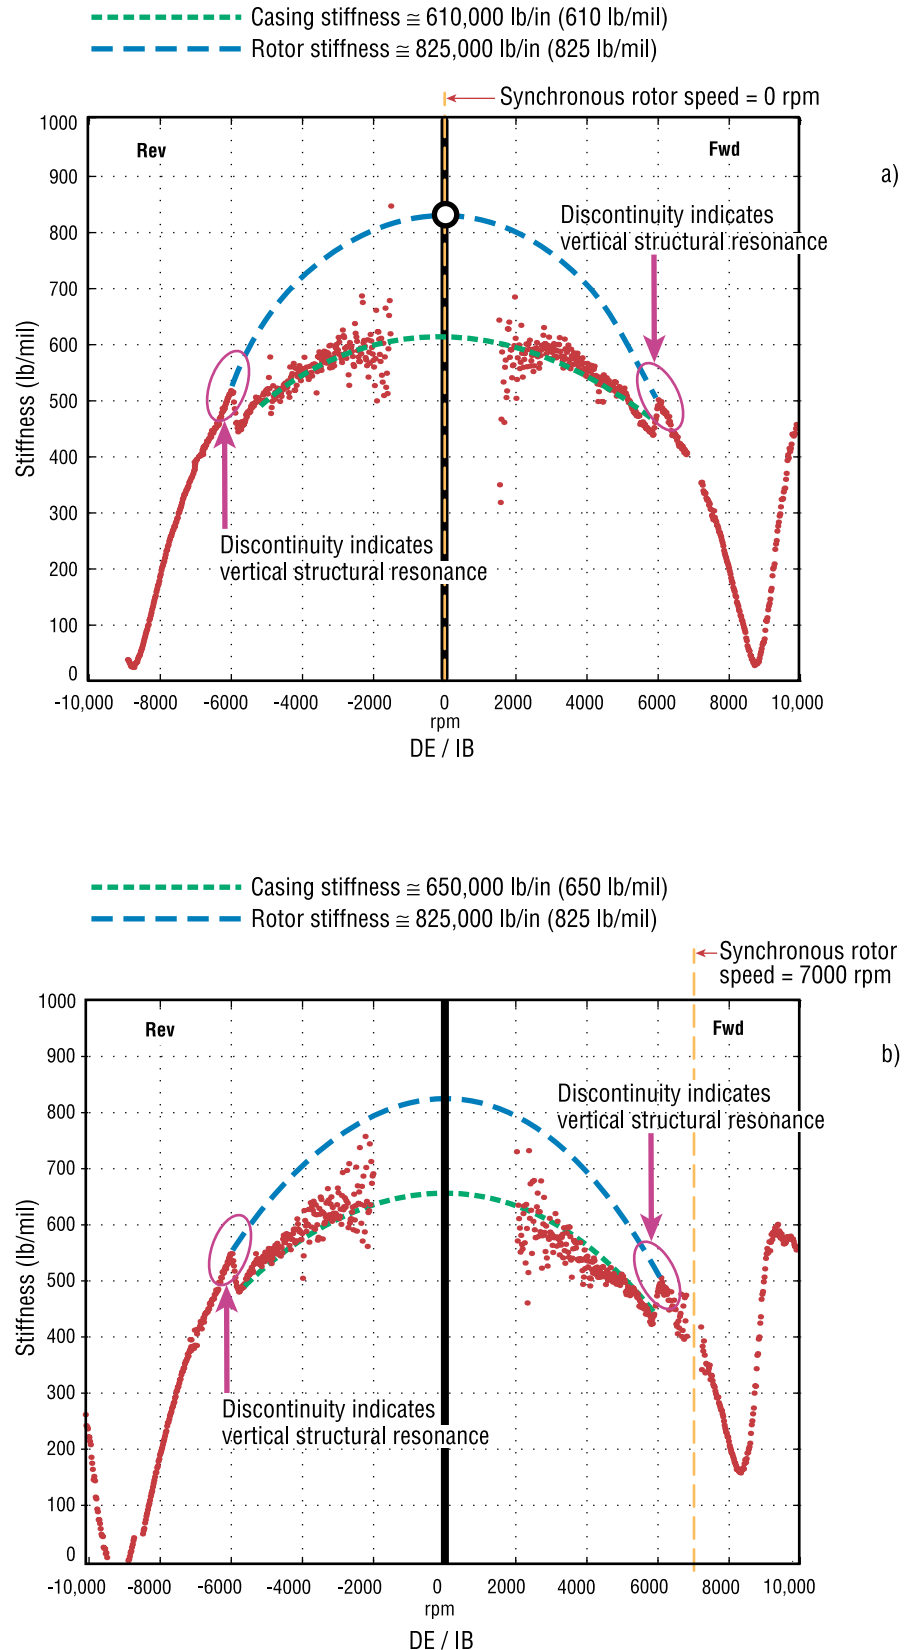 Casing stiffness ≅ 610,000 lb/in (610 lb/mil)
Rotor stiffness ≅ 825,000 lb/in (825 lb/mil)
Synchronous rotor speed = 0 rpm
1000
900
800
700
600
500
400
300
200
100
0
Stiffness (lb/mil)
Rev
Fwd
a)
Discontinuity indicates
vertical structural resonance
Discontinuity indicates
vertical structural resonance
-10,000 -8000 -6000 -4000 -2000 0 2000 4000 6000 8000 10,000
rpm
DE / IB
Casing stiffness ≅ 650,000 lb/in (650 lb/mil)
Rotor stiffness ≅ 825,000 lb/in (825 lb/mil)
Synchronous rotor
speed = 7000 rpm
1000
900
800
700
600
500
400
300
200
100
0
Stiffness (lb/mil)
Rev
Fwd
b)
Discontinuity indicates
vertical structural resonance
Discontinuity indicates
vertical structural resonance
-10,000 -8000 -6000 -4000 -2000 0 2000 4000 6000 8000 10,000
rpm
DE / IB